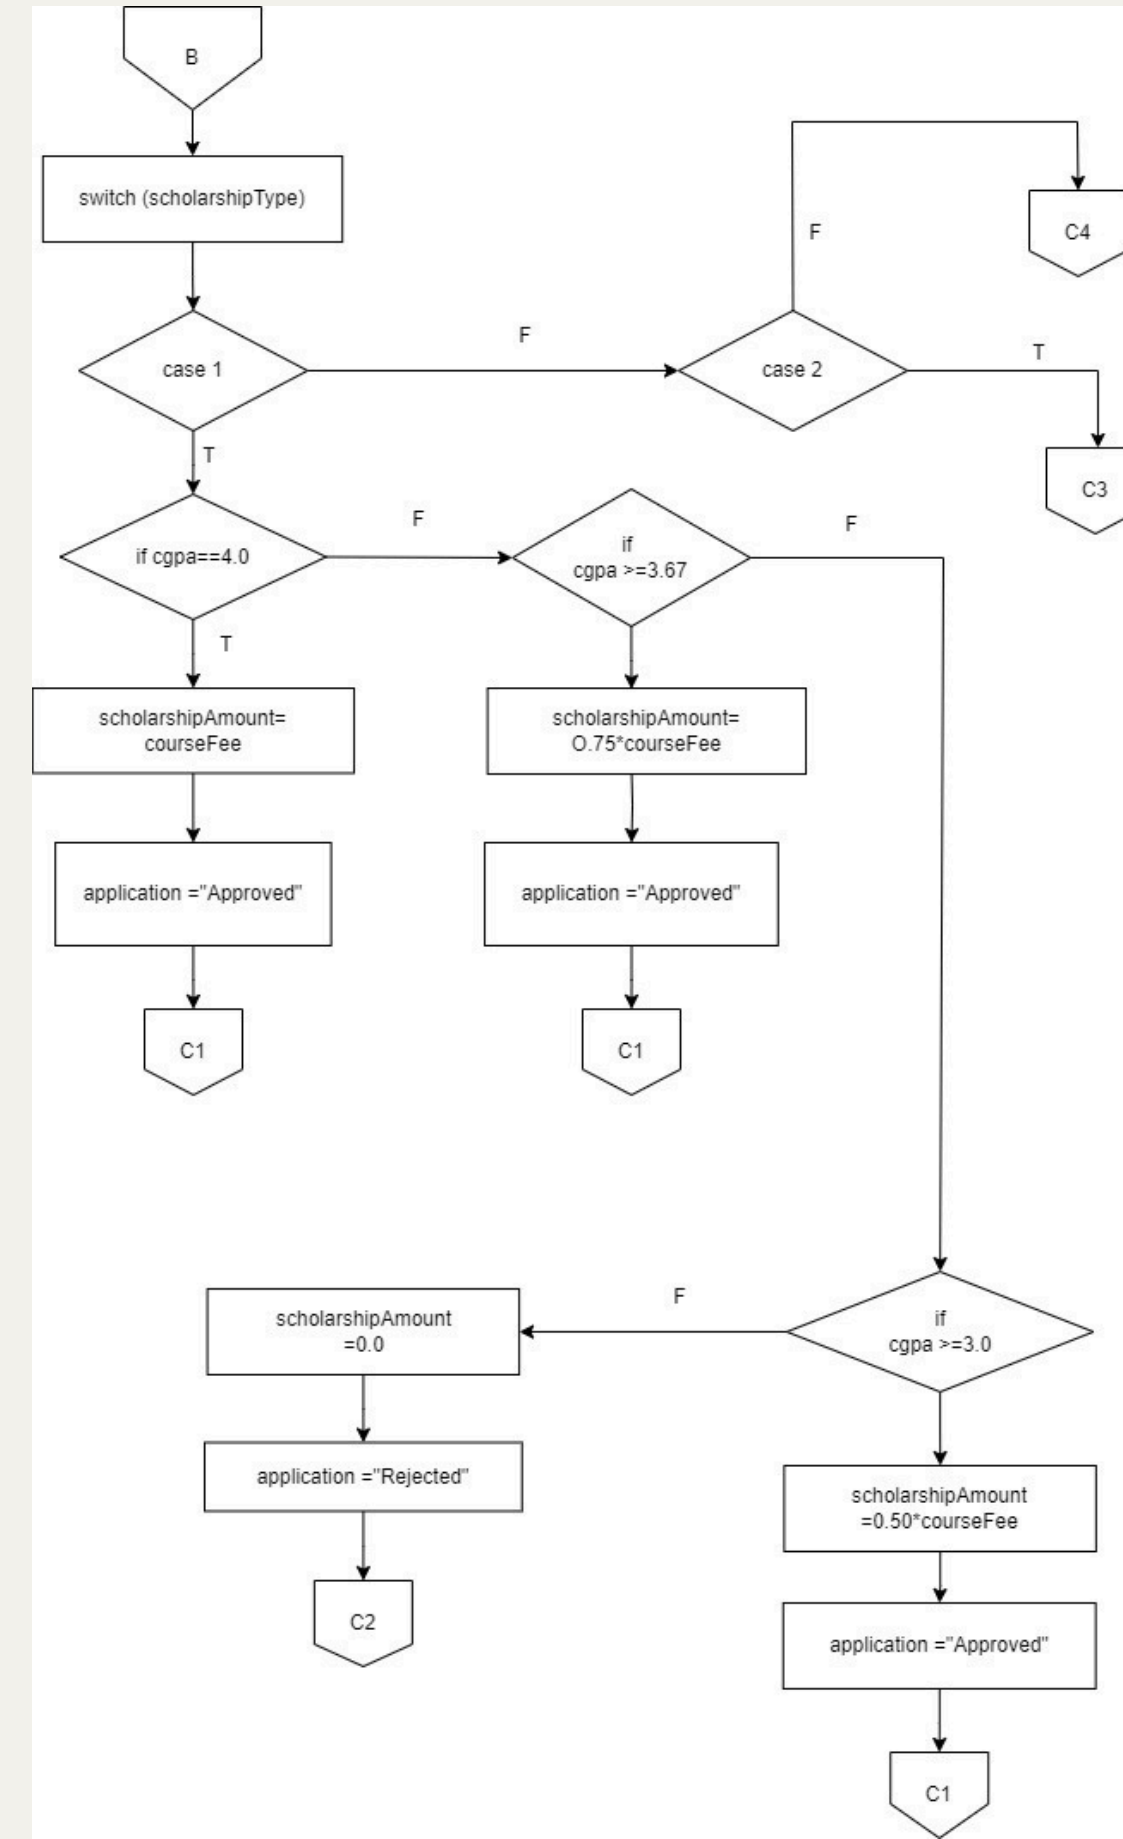 B
switch (scholarshipType)
F
C4
case 1
F
case 2
T
C3
T
if cgpa==4.0
F
if
cgpa >=3.67
F
T
scholarshipAmount=
courseFee
scholarshipAmount=
O.75*courseFee
application ="Approved"
application ="Approved"
C1
C1
scholarshipAmount
=0.0
F
if
cgpa >=3.0
application ="Rejected"
scholarshipAmount
=0.50*courseFee
C2
application ="Approved"
C1